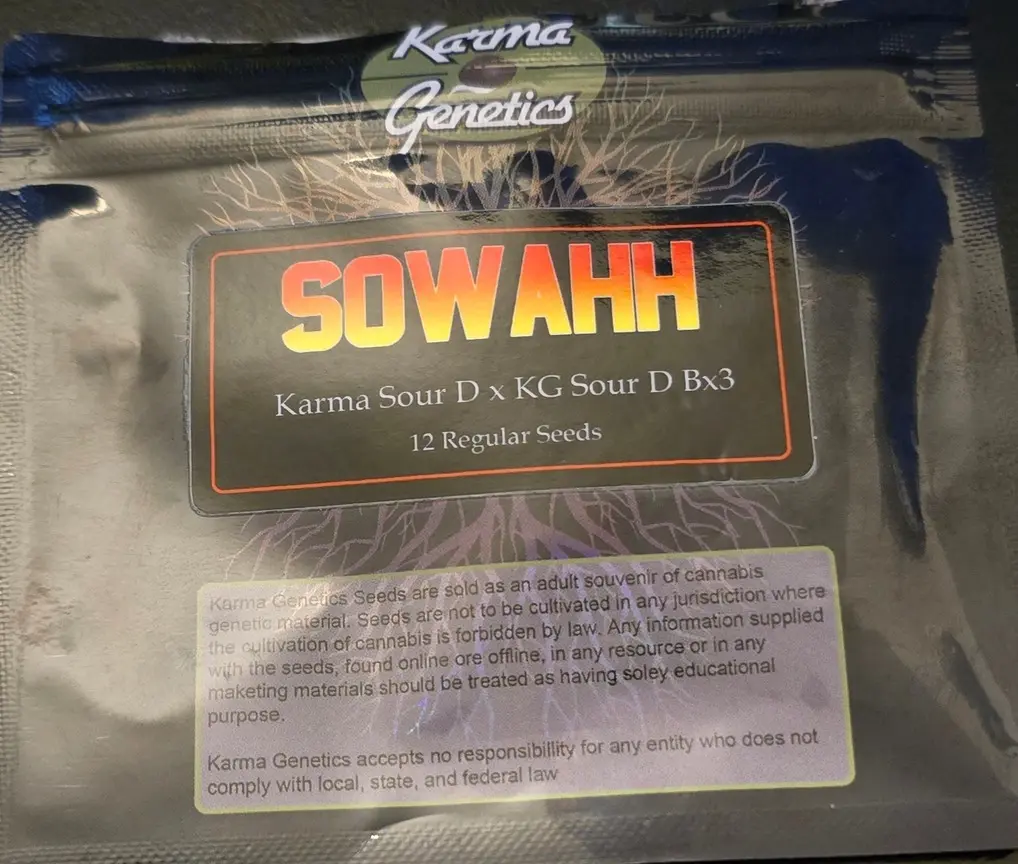 Karma
Genetics
SOWAHH
Karma Sour D x KG Sour D Bx3
12 Regular Seeds
Karma Genetics Seeds are sold as an adult souvenir of cannabis
genetic material. Seeds are not to be cultivated in any jurisdiction where
the cultivation of cannabis is forbidden by law. Any information supplied
with the seeds, found online ore offline, in any resource or in any
maketing materials should be treated as having soley educational
purpose.
Karma Genetics accepts no responsibillity for any entity who does not
comply with local, state, and federal law